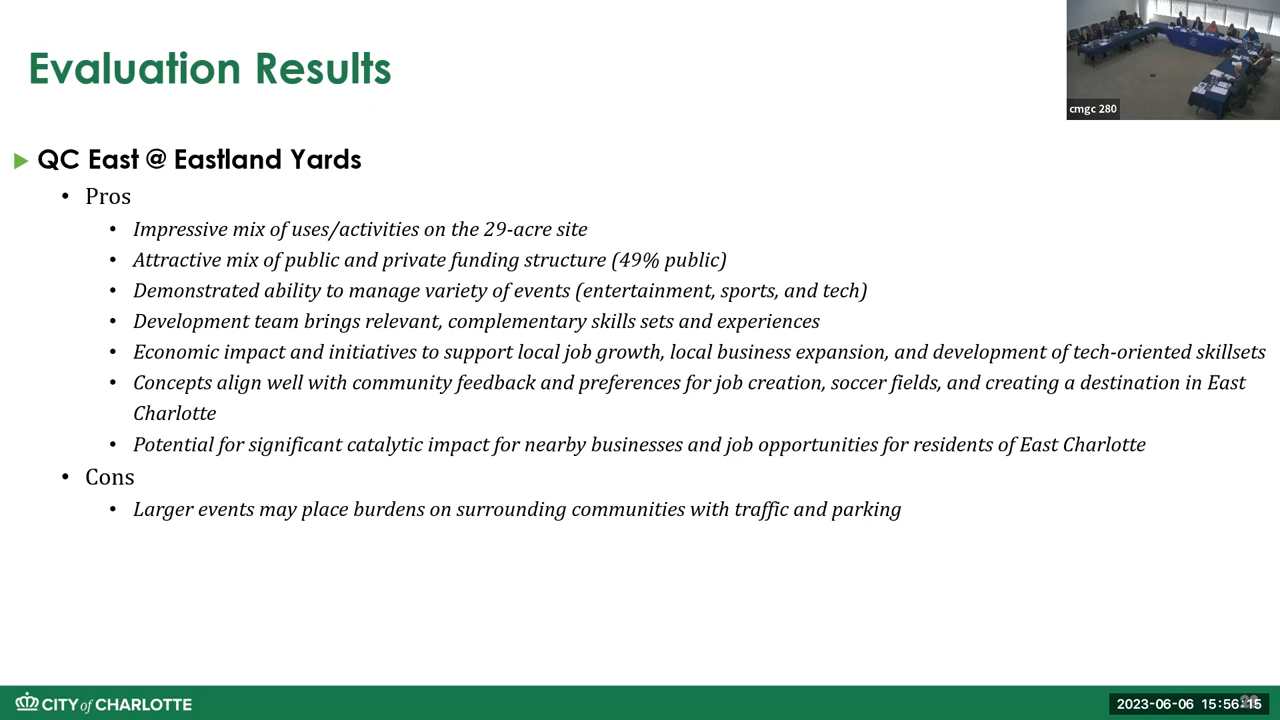 Evaluation Results
cmgc 280
QC East @ Eastland Yards
• Pros
• Impressive mix of uses/activities on the 29-acre site
• Attractive mix of public and private funding structure (49% public)
• Demonstrated ability to manage variety of events (entertainment, sports, and tech)
• Development team brings relevant, complementary skills sets and experiences
• Economic impact and initiatives to support local job growth, local business expansion, and development of tech-oriented skillsets
• Concepts align well with community feedback and preferences for job creation, soccer fields, and creating a destination in East
Charlotte
• Potential for significant catalytic impact for nearby businesses and job opportunities for residents of East Charlotte
• Cons
• Larger events may place burdens on surrounding communities with traffic and parking
CITY of CHARLOTTE
2023-06-06 15:56:15